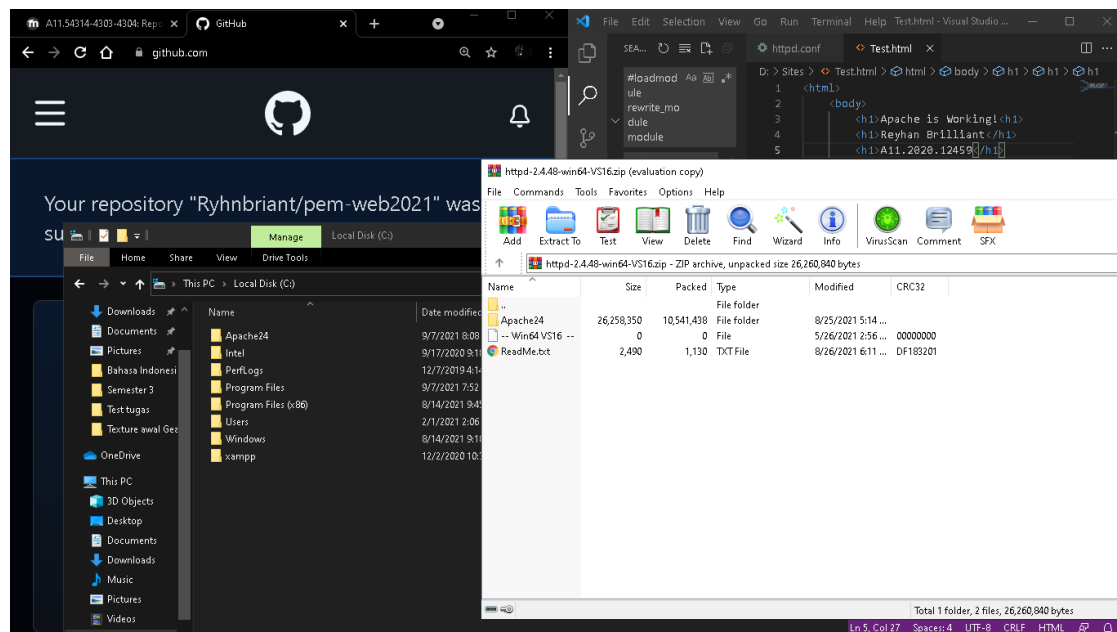 A11.54314-4303-4304: Repo
GitHub
github.com
Your repository "Ryhnbriant/pem-web2021" was
su
File Edit Selection View Go Run Terminal Help Test.html - Visual Studio ...
SEA...
httpd.conf
Test.html
#loadmod
ule
rewrite_mo
dule
module
D: > Sites > Test.html > html > body > h1 > h1 > h1
1 <html>
2 <body>
3 <h1>Apache is Working!<h1>
4 <h1>Reyhan Brilliant</h1>
5 <h1>A11.2020.12459</h1>
Manage
Local Disk (C:)
File Home Share View Drive Tools
This PC > Local Disk (C:)
Downloads
Documents
Pictures
Bahasa Indonesi
Semester 3
Test tugas
Texture awal Gea
OneDrive
This PC
3D Objects
Desktop
Documents
Downloads
Music
Pictures
Videos
Name Date modified
Apache24 9/7/2021 8:08
Intel 9/17/2020 9:18
PerfLogs 12/7/2019 4:14
Program Files 9/7/2021 7:52
Program Files (x86) 8/14/2021 9:45
Users 2/1/2021 2:06
Windows 8/14/2021 9:18
xampp 12/2/2020 10:
httpd-2.4.48-win64-VS16.zip (evaluation copy)
File Commands Tools Favorites Options Help
Add Extract To Test View Delete Find Wizard Info VirusScan Comment SFX
httpd-2.4.48-win64-VS16.zip - ZIP archive, unpacked size 26,260,840 bytes
Name Size Packed Type Modified CRC32
.. File folder
Apache24 26,258,350 10,541,438 File folder 8/25/2021 5:14 ...
-- Win64 VS16 -- 0 0 File 5/26/2021 2:56 ... 00000000
ReadMe.txt 2,490 1,130 TXT File 8/26/2021 6:11 ... DF183201
Total 1 folder, 2 files, 26,260,840 bytes
Ln 5, Col 27 Spaces: 4 UTF-8 CRLF HTML